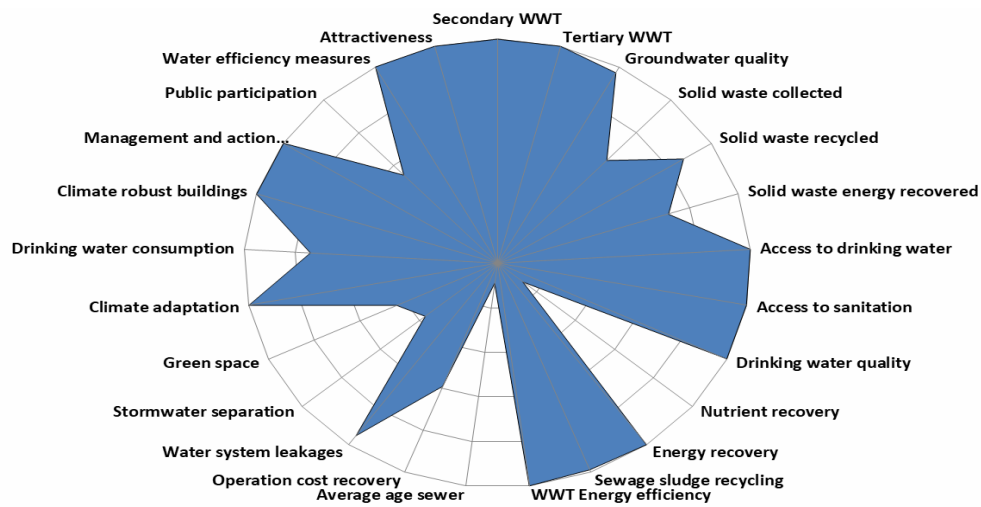 Secondary WWT
Attractiveness
Tertiary WWT
Water efficiency measures
Groundwater quality
Public participation
Solid waste collected
Management and action...
Solid waste recycled
Climate robust buildings
Solid waste energy recovered
Drinking water consumption
Access to drinking water
Climate adaptation
Access to sanitation
Green space
Drinking water quality
Stormwater separation
Nutrient recovery
Water system leakages
Energy recovery
Operation cost recovery
Sewage sludge recycling
Average age sewer
WWT Energy efficiency